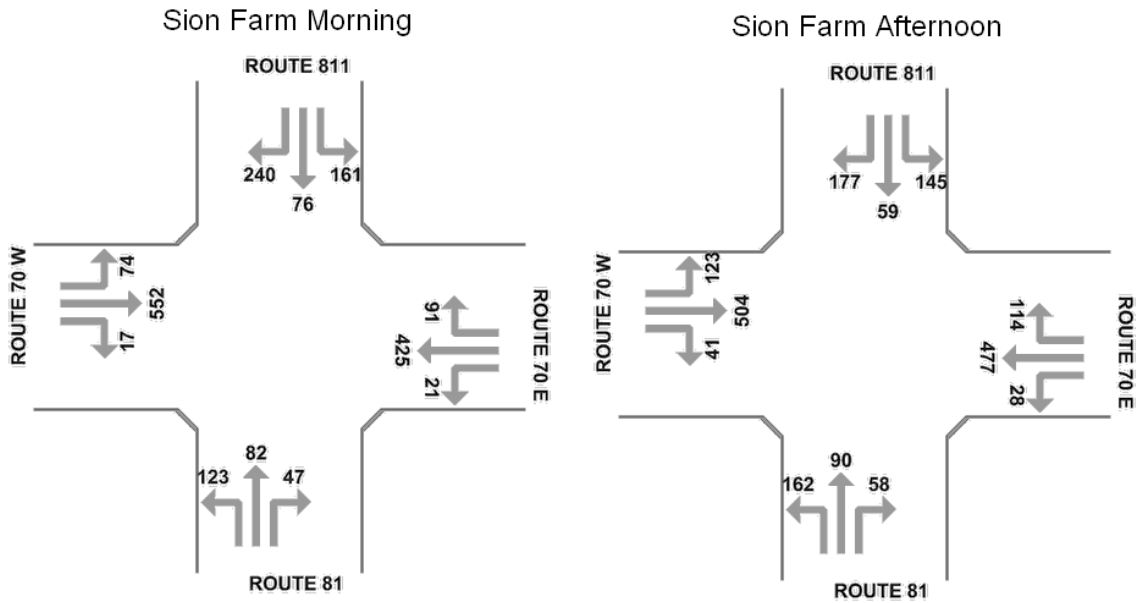 Sion Farm Morning
ROUTE 811
240
161
76
ROUTE 70 W
74
552
17
91
425
21
ROUTE 70 E
123
82
47
ROUTE 81
Sion Farm Afternoon
ROUTE 811
177
145
59
ROUTE 70 W
123
504
41
114
477
28
ROUTE 70 E
162
90
58
ROUTE 81